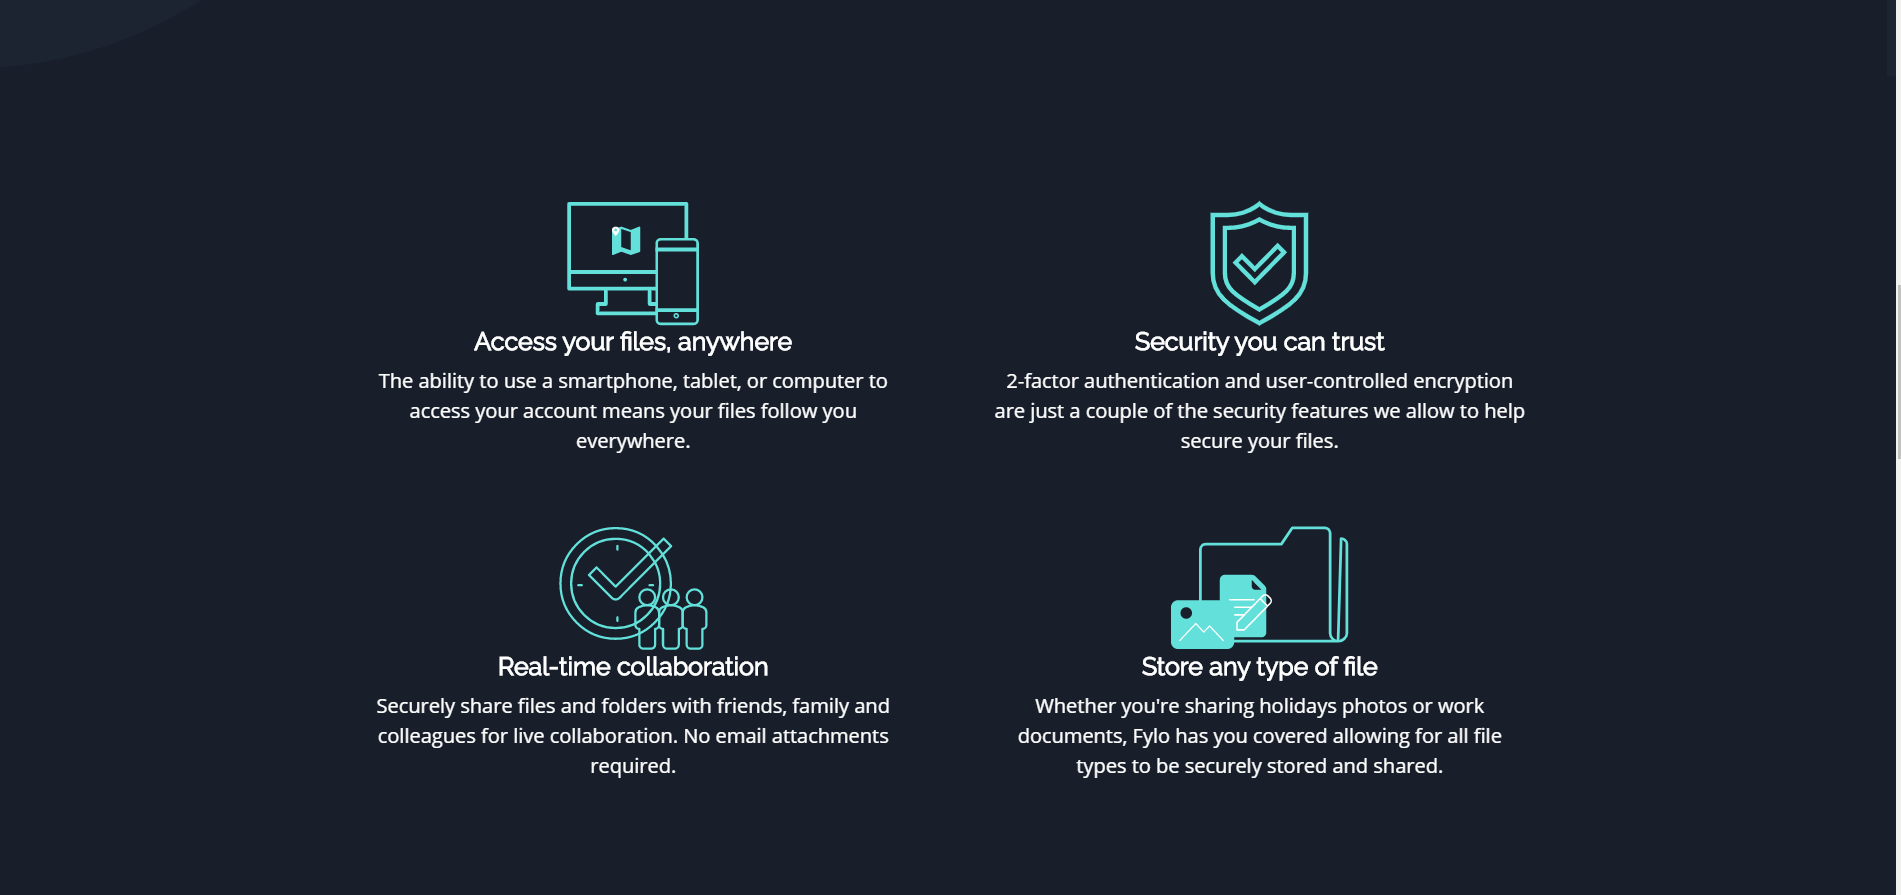 Access your files, anywhere
The ability to use a smartphone, tablet, or computer to
access your account means your files follow you
everywhere.
Security you can trust
2-factor authentication and user-controlled encryption
are just a couple of the security features we allow to help
secure your files.
Real-time collaboration
Securely share files and folders with friends, family and
colleagues for live collaboration. No email attachments
required.
Store any type of file
Whether you're sharing holidays photos or work
documents, Fylo has you covered allowing for all file
types to be securely stored and shared.